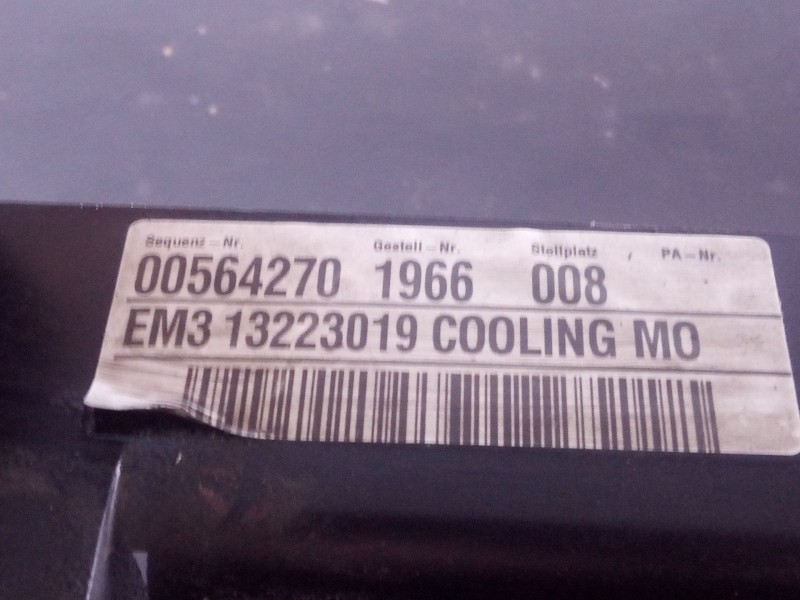 Sequenz-Nr. Gestell-Nr. Stellplatz / PA-Nr.
00564270 1966 008
EM3 13223019 COOLING MO